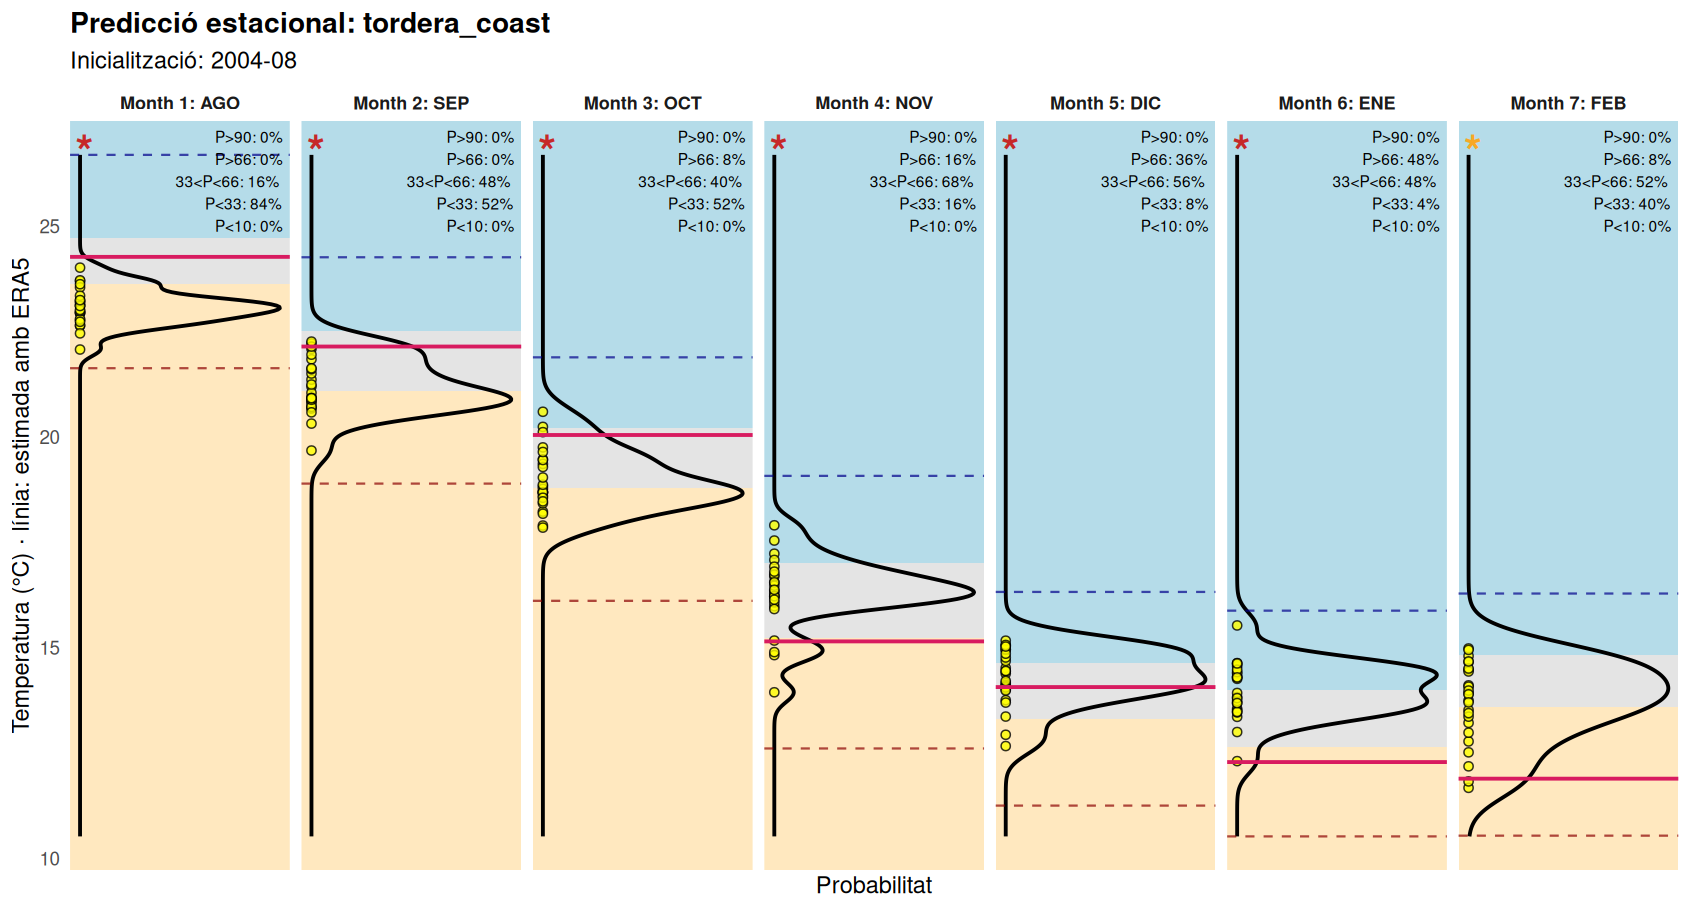 Predicció estacional: tordera_coast
Inicialització: 2004-08
Month 1: AGO
Month 2: SEP
Month 3: OCT
Month 4: NOV
Month 5: DIC
Month 6: ENE
Month 7: FEB
*
P>90: 0%
P>66: 0%
33<P<66: 16%
P<33: 84%
P<10: 0%
*
P>90: 0%
P>66: 0%
33<P<66: 48%
P<33: 52%
P<10: 0%
*
P>90: 0%
P>66: 8%
33<P<66: 40%
P<33: 52%
P<10: 0%
*
P>90: 0%
P>66: 16%
33<P<66: 68%
P<33: 16%
P<10: 0%
*
P>90: 0%
P>66: 36%
33<P<66: 56%
P<33: 8%
P<10: 0%
*
P>90: 0%
P>66: 48%
33<P<66: 48%
P<33: 4%
P<10: 0%
*
P>90: 0%
P>66: 8%
33<P<66: 52%
P<33: 40%
P<10: 0%
25
20
15
10
Temperatura (°C) · línia: estimada amb ERA5
Probabilitat